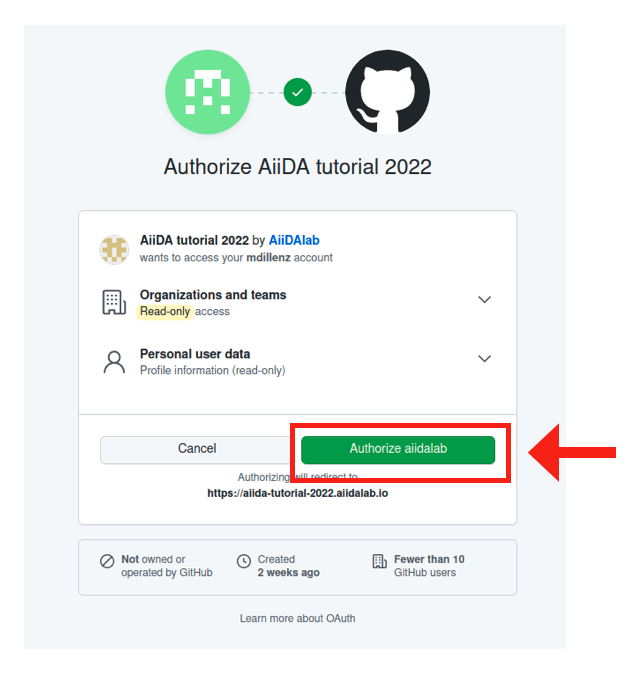 Authorize AiiDA tutorial 2022
AiiDA tutorial 2022 by AiiDAlab
wants to access your mdillenz account
Organizations and teams
Read-only access
Personal user data
Profile information (read-only)
Cancel
Authorize aiidalab
Authorizing will redirect to
https://aiida-tutorial-2022.aiidalab.io
Not owned or
operated by GitHub
Created
2 weeks ago
Fewer than 10
GitHub users
Learn more about OAuth